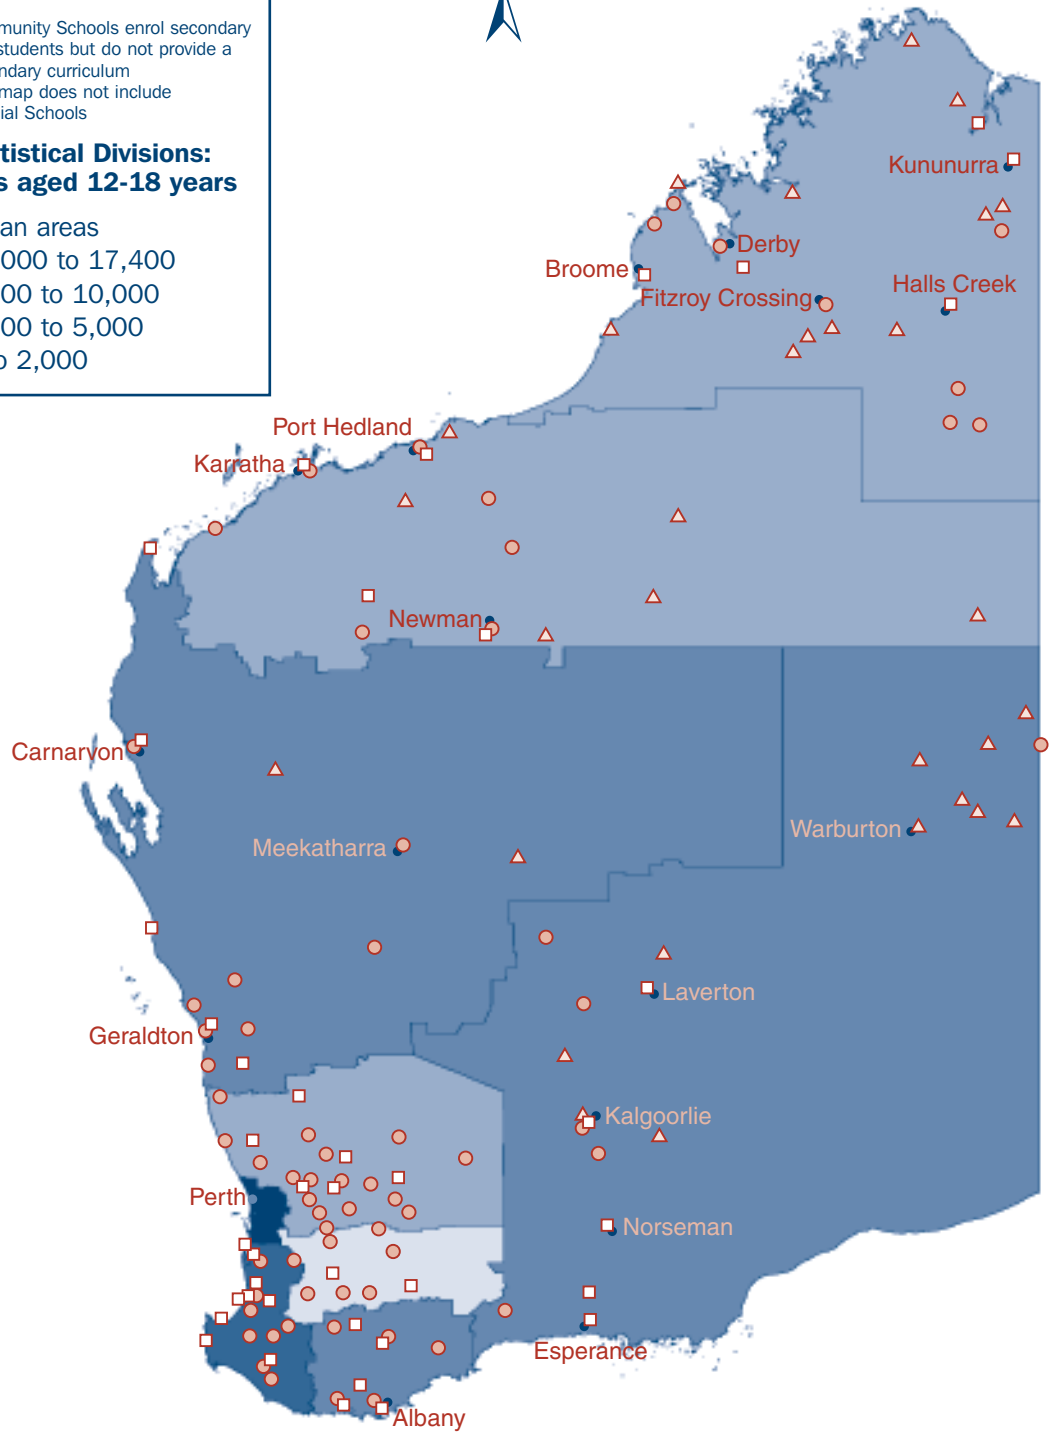 munity Schools enrol secondary
students but do not provide a
ndary curriculum
map does not include
ial Schools
tistical Divisions:
s aged 12-18 years
an areas
000 to 17,400
00 to 10,000
00 to 5,000
o 2,000
Kununurra
Derby
Broome
Halls Creek
Fitzroy Crossing
Port Hedland
Karratha
Newman
Carnarvon
Warburton
Meekatharra
Laverton
Geraldton
Kalgoorlie
Perth
Norseman
Esperance
Albany